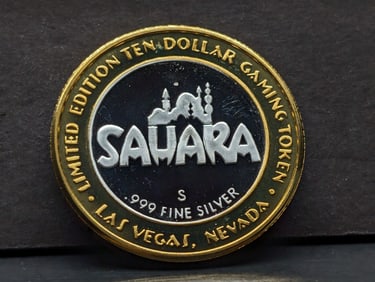 LIMITED EDITION TEN DOLLAR GAMING TOKEN
SAHARA
S
.999 FINE SILVER
• LAS VEGAS, NEVADA •